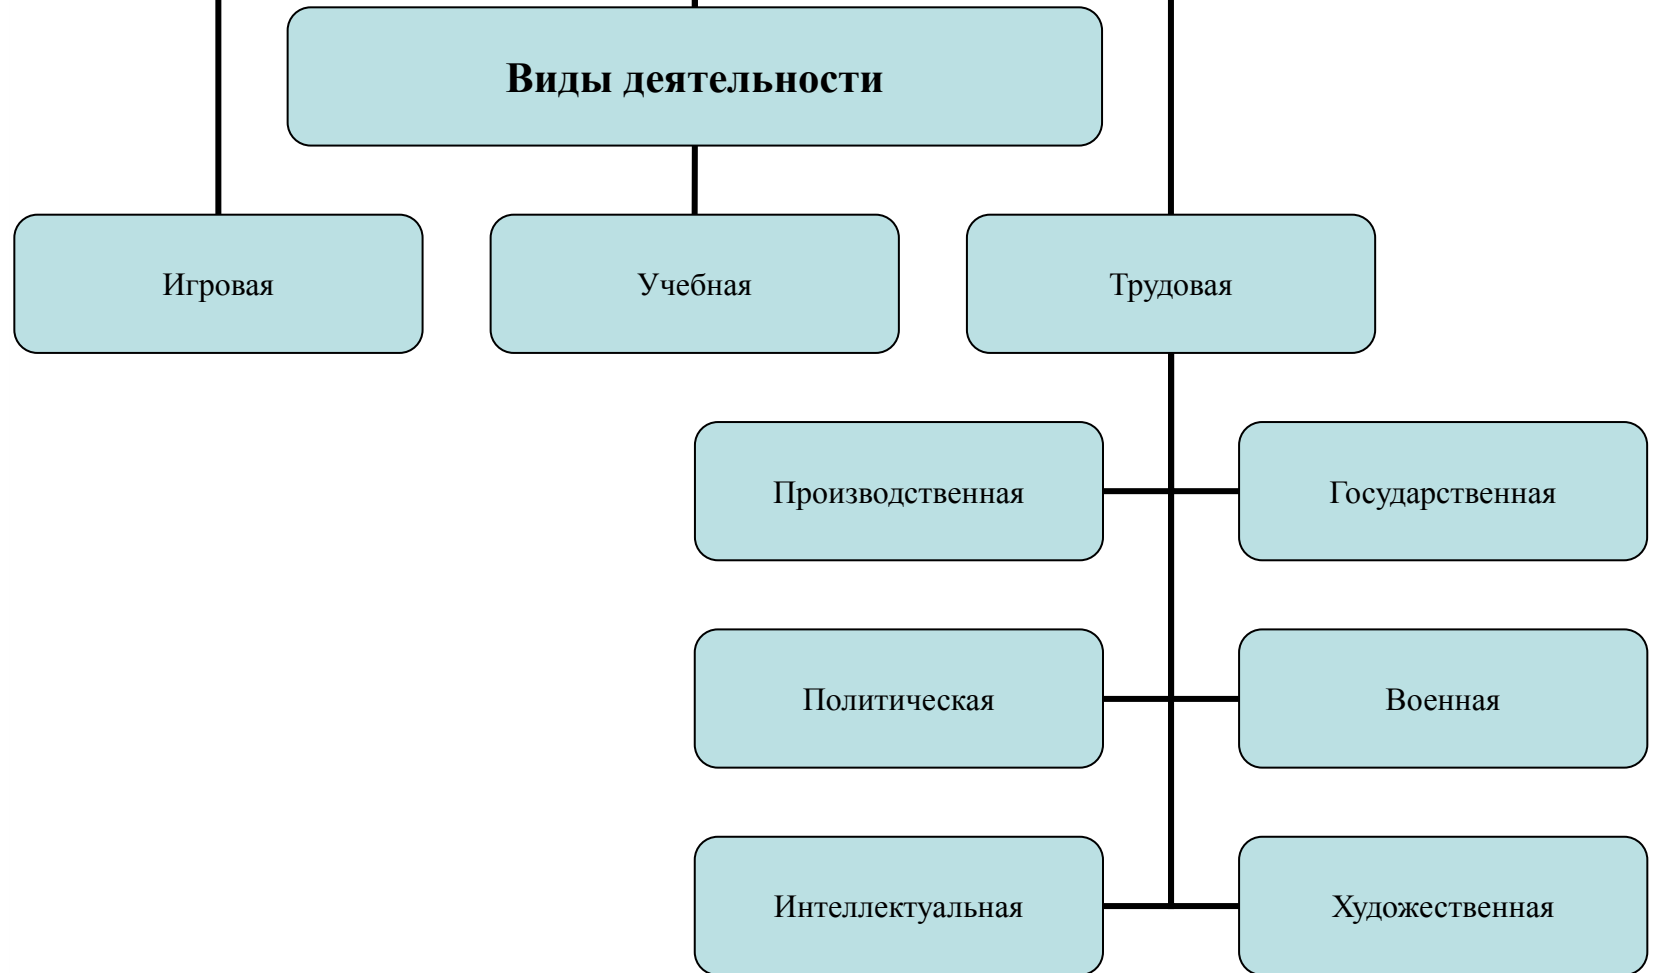 Виды деятельности
Игровая
Учебная
Трудовая
Производственная
Государственная
Политическая
Военная
Интеллектуальная
Художественная